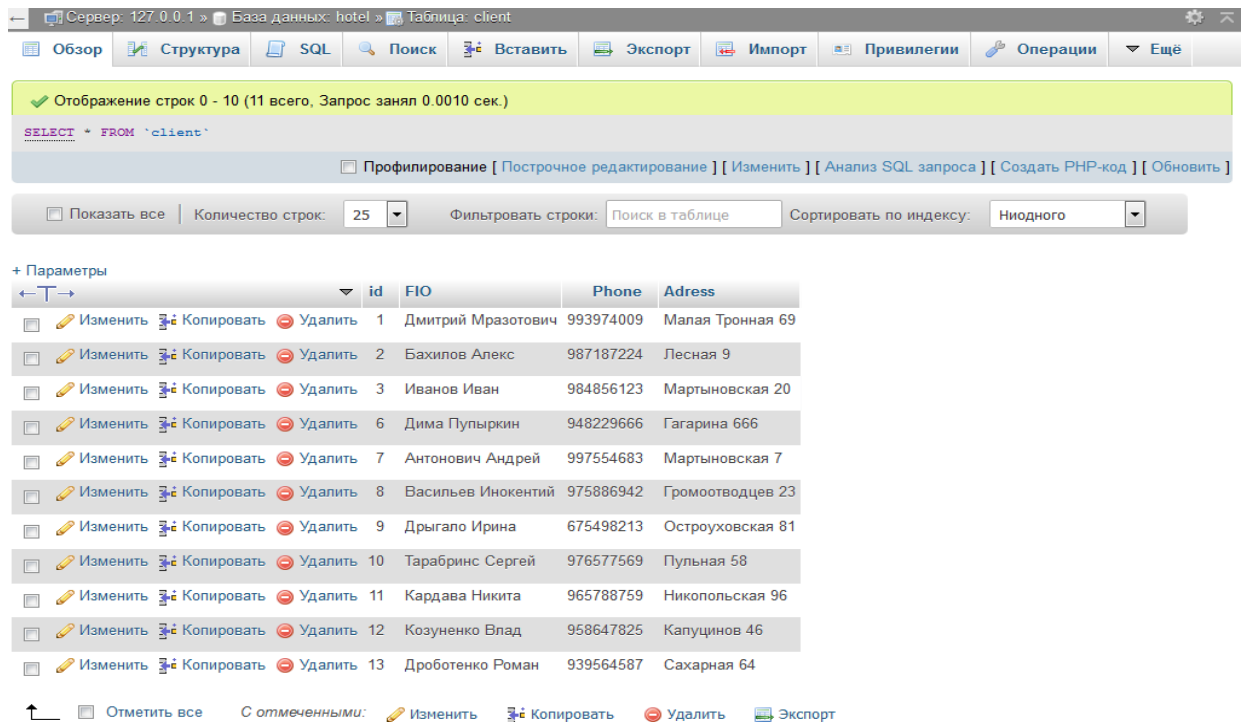 Сервер: 127.0.0.1 » База данных: hotel » Таблица: client
Обзор Структура SQL Поиск Вставить Экспорт Импорт Привилегии Операции Ещё
Отображение строк 0 - 10 (11 всего, Запрос занял 0.0010 сек.)
SELECT * FROM `client`
Профилирование [ Построчное редактирование ] [ Изменить ] [ Анализ SQL запроса ] [ Создать PHP-код ] [ Обновить ]
Показать все | Количество строк: 25 Фильтровать строки: Поиск в таблице Сортировать по индексу: Ниодного
+ Параметры
←T→ id FIO Phone Adress
Изменить Копировать Удалить 1 Дмитрий Мразотович 993974009 Малая Тронная 69
Изменить Копировать Удалить 2 Бахилов Алекс 987187224 Лесная 9
Изменить Копировать Удалить 3 Иванов Иван 984856123 Мартыновская 20
Изменить Копировать Удалить 6 Дима Пупыркин 948229666 Гагарина 666
Изменить Копировать Удалить 7 Антонович Андрей 997554683 Мартыновская 7
Изменить Копировать Удалить 8 Васильев Инокентий 975886942 Громоотводцев 23
Изменить Копировать Удалить 9 Дрыгало Ирина 675498213 Остроуховская 81
Изменить Копировать Удалить 10 Тарабринс Сергей 976577569 Пульная 58
Изменить Копировать Удалить 11 Кардава Никита 965788759 Никопольская 96
Изменить Копировать Удалить 12 Козуненко Влад 958647825 Капуцинов 46
Изменить Копировать Удалить 13 Дроботенко Роман 939564587 Сахарная 64
Отметить все С отмеченными: Изменить Копировать Удалить Экспорт